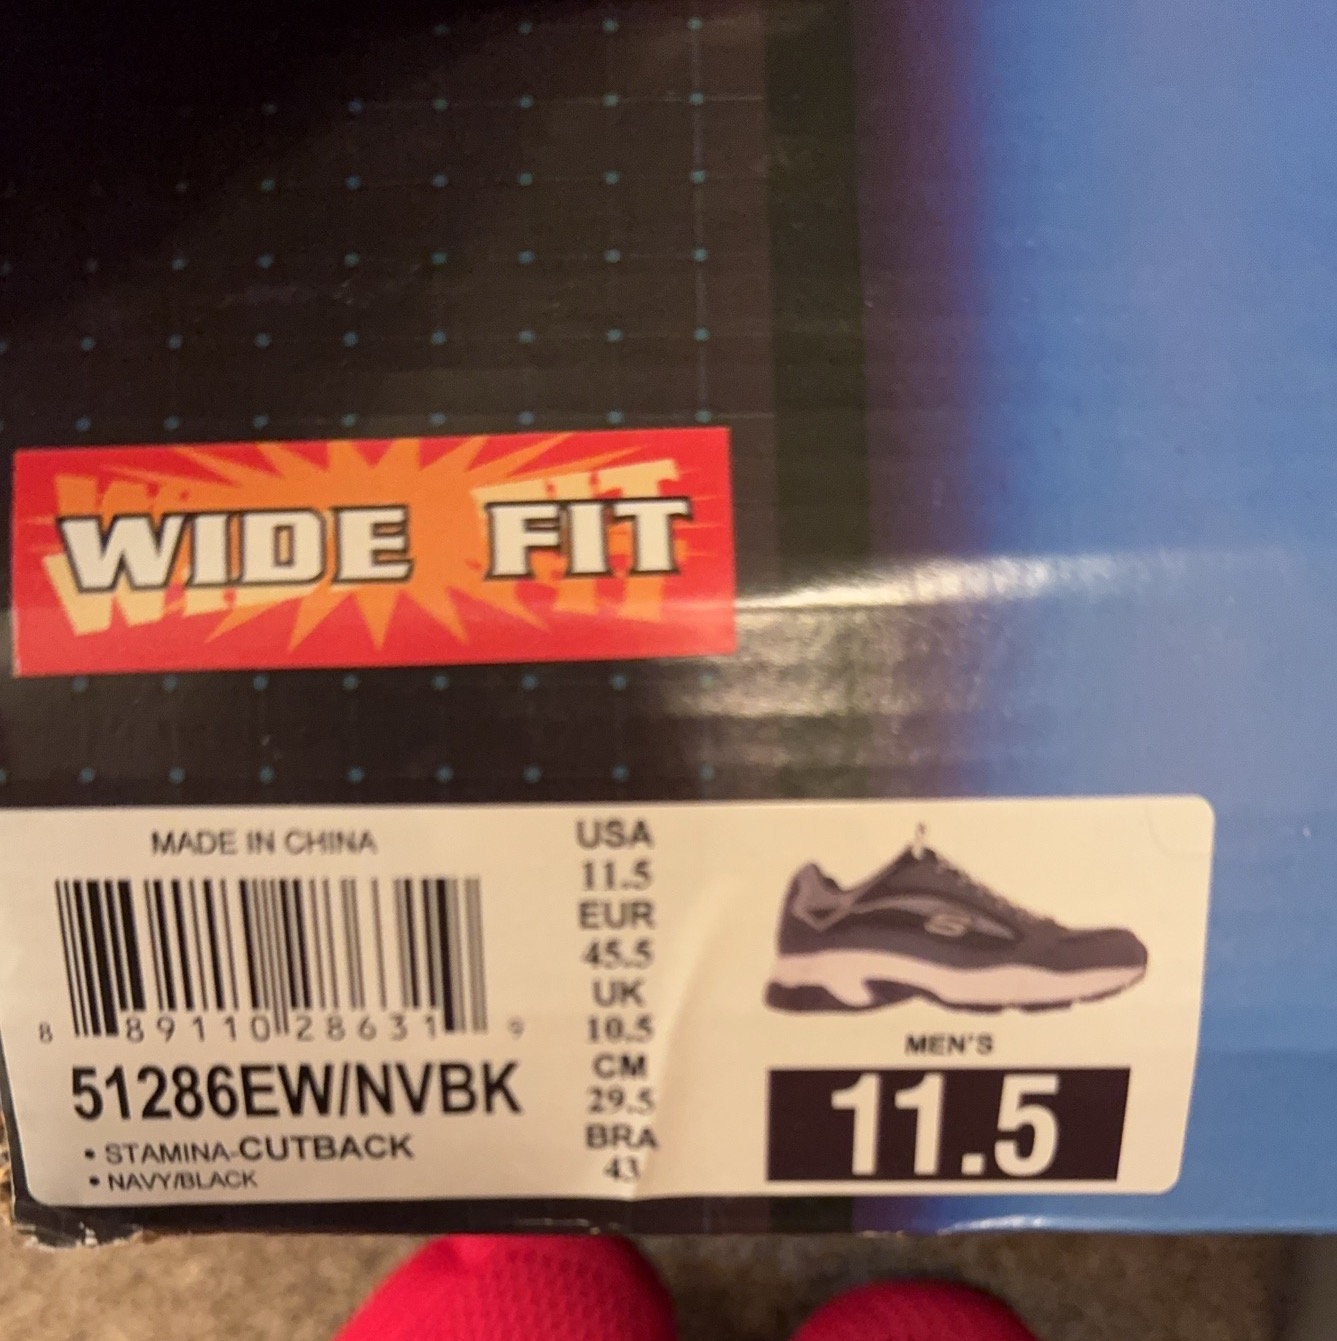 WIDE FIT
MADE IN CHINA
8 89110 28631 9
51286EW/NVBK
• STAMINA-CUTBACK
• NAVY/BLACK
USA
11.5
EUR
45.5
UK
10.5
CM
29.5
BRA
43
S
MEN'S
11.5